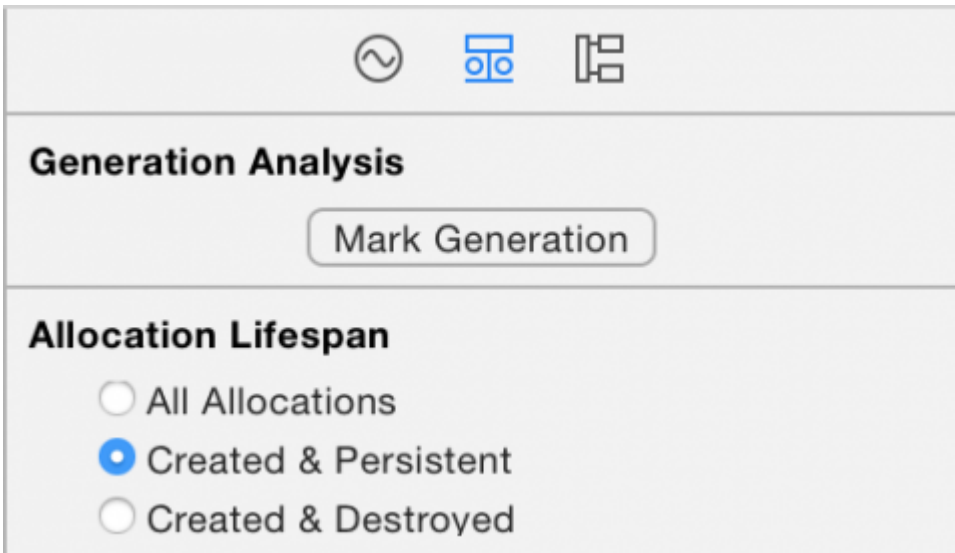 Generation Analysis
Mark Generation
Allocation Lifespan
All Allocations
Created & Persistent
Created & Destroyed